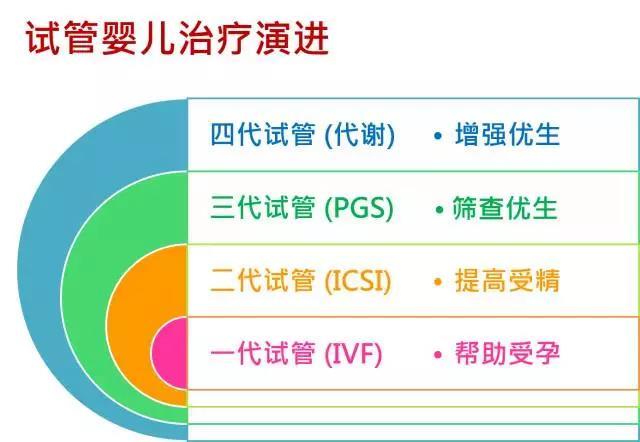 试管婴儿治疗演进
四代试管 (代谢) • 增强优生
三代试管 (PGS) • 筛查优生
二代试管 (ICSI) • 提高受精
一代试管 (IVF) • 帮助受孕